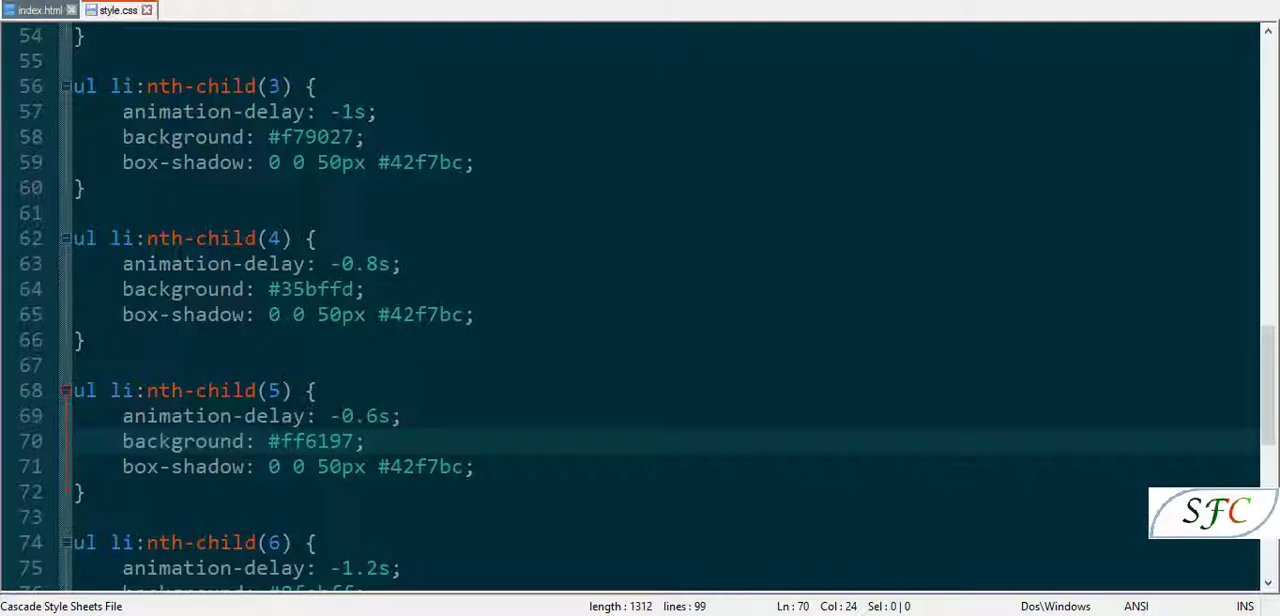 index.html style.css
54 }
55
56 ul li:nth-child(3) {
57 animation-delay: -1s;
58 background: #f79027;
59 box-shadow: 0 0 50px #42f7bc;
60 }
61
62 ul li:nth-child(4) {
63 animation-delay: -0.8s;
64 background: #35bffd;
65 box-shadow: 0 0 50px #42f7bc;
66 }
67
68 ul li:nth-child(5) {
69 animation-delay: -0.6s;
70 background: #ff6197;
71 box-shadow: 0 0 50px #42f7bc;
72 }
73
74 ul li:nth-child(6) {
75 animation-delay: -1.2s;
SFC
Cascade Style Sheets File length : 1312 lines : 99 Ln : 70 Col : 24 Sel : 0 | 0 Dos\Windows ANSI INS